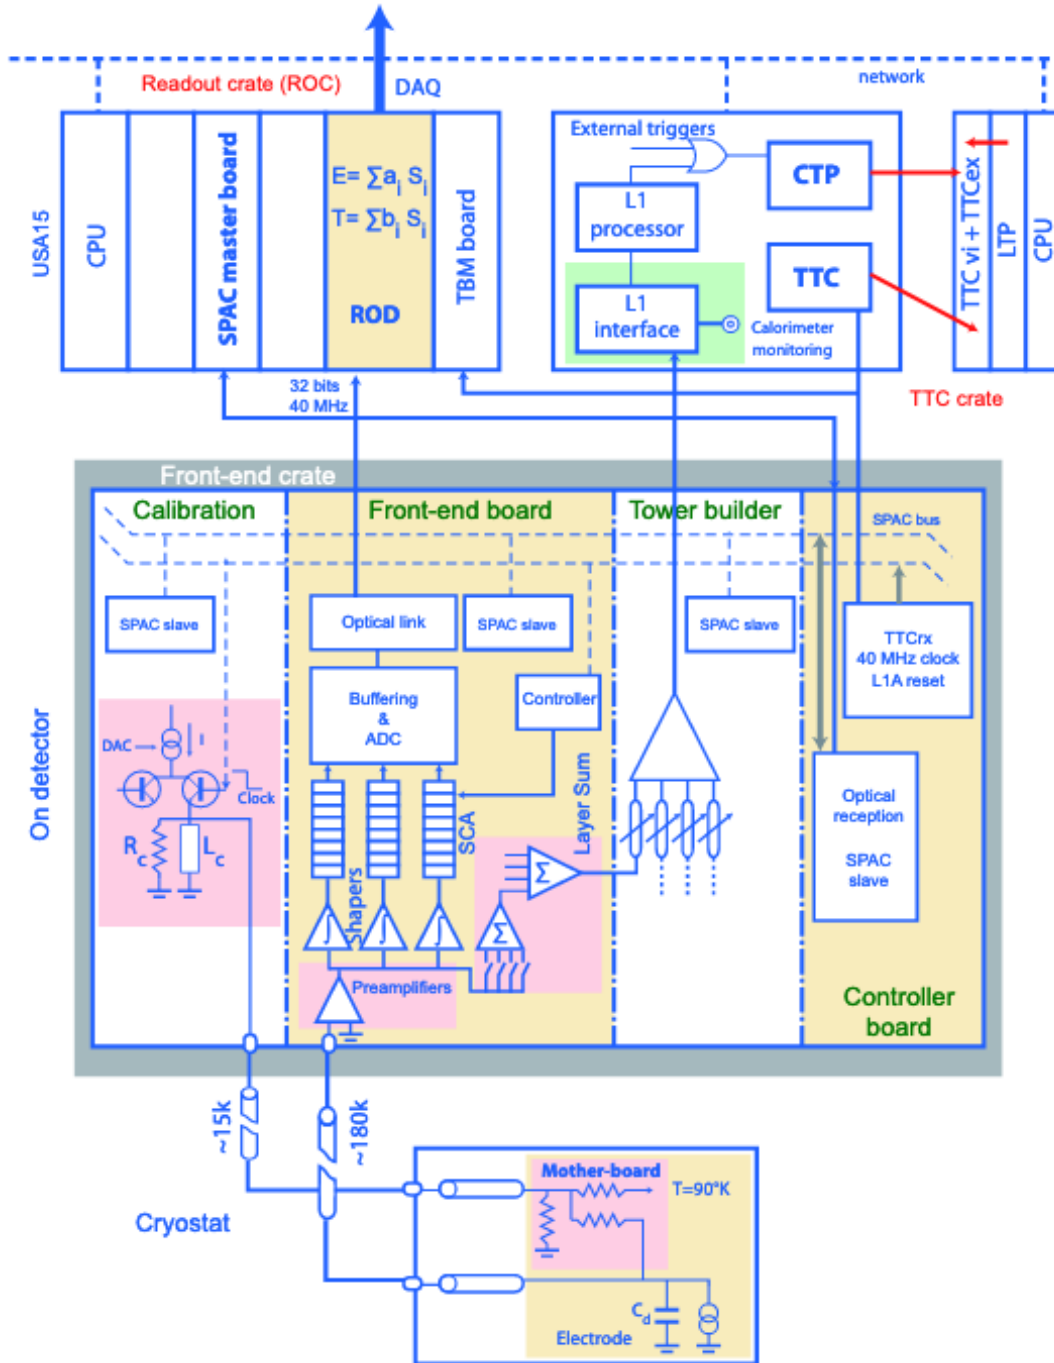 Readout crate (ROC)
DAQ
network
USA15
CPU
SPAC master board
E= ∑a_i S_i
T= ∑b_i S_i
ROD
TBM board
External triggers
CTP
L1
processor
TTC
L1
interface
Calorimeter
monitoring
TTC vi + TTCex
LTP
CPU
TTC crate
32 bits
40 MHz
Front-end crate
On detector
Calibration
Front-end board
Tower builder
SPAC bus
SPAC slave
Optical link
SPAC slave
SPAC slave
TTCrx
40 MHz clock
L1A reset
Buffering
&
ADC
Controller
DAC
I
Clock
R_c
L_c
SCA
Layer Sum
Shapers
∫
∫
∫
Σ
Σ
Optical
reception
SPAC
slave
Preamplifiers
Controller
board
~15k
~180k
Cryostat
Mother-board
T=90°K
C_d
Electrode